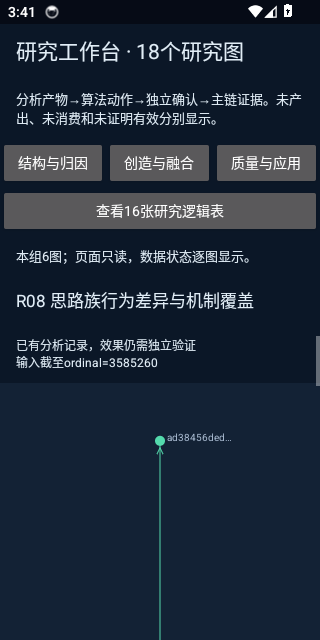 3:41
研究工作台 · 18个研究图
分析产物→算法动作→独立确认→主链证据。未产
出、未消费和未证明有效分别显示。
结构与归因
创造与融合
质量与应用
查看16张研究逻辑表
本组6图；页面只读，数据状态逐图显示。
R08 思路族行为差异与机制覆盖
已有分析记录，效果仍需独立验证
输入截至ordinal=3585260
ad38456ded…